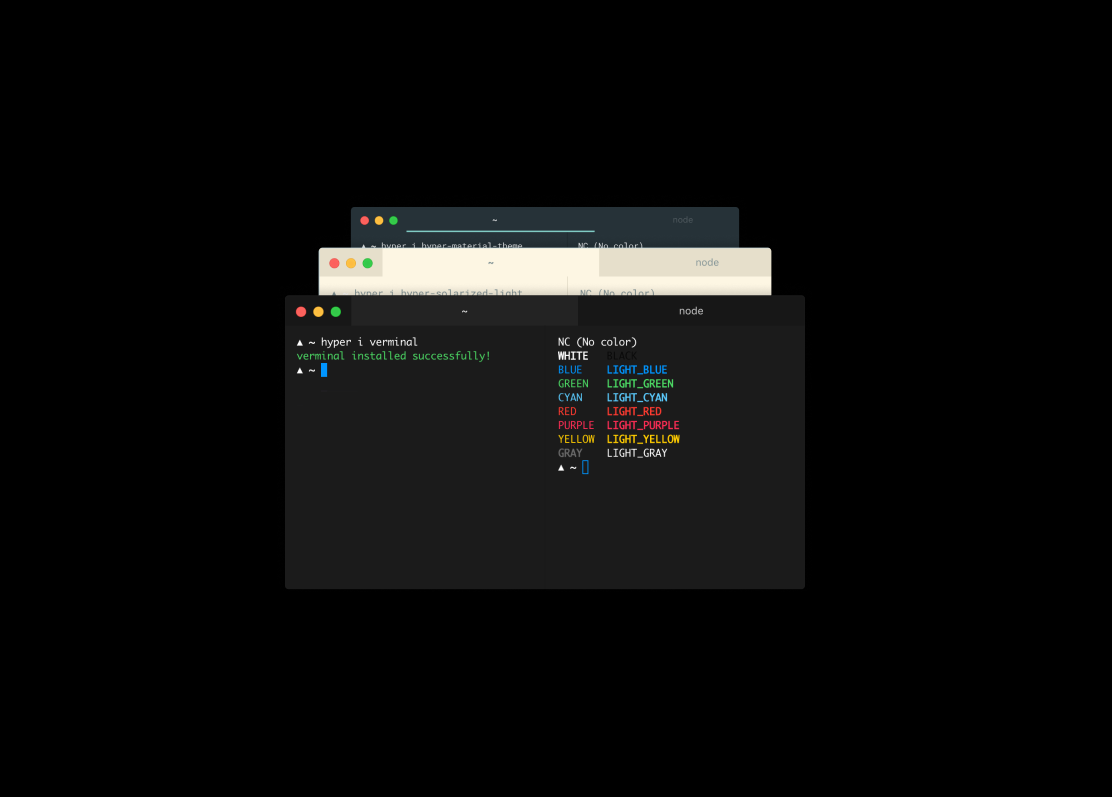 ~ node
▲ ~ hyper i hyper-material-theme
NC (No color)
~ node
▲ hyper i hyper-solarized-light
NC (No color)
~ node
▲ ~ hyper i verminal
verminal installed successfully!
▲ ~
NC (No color)
WHITE BLACK
BLUE LIGHT_BLUE
GREEN LIGHT_GREEN
CYAN LIGHT_CYAN
RED LIGHT_RED
PURPLE LIGHT_PURPLE
YELLOW LIGHT_YELLOW
GRAY LIGHT_GRAY
▲ ~